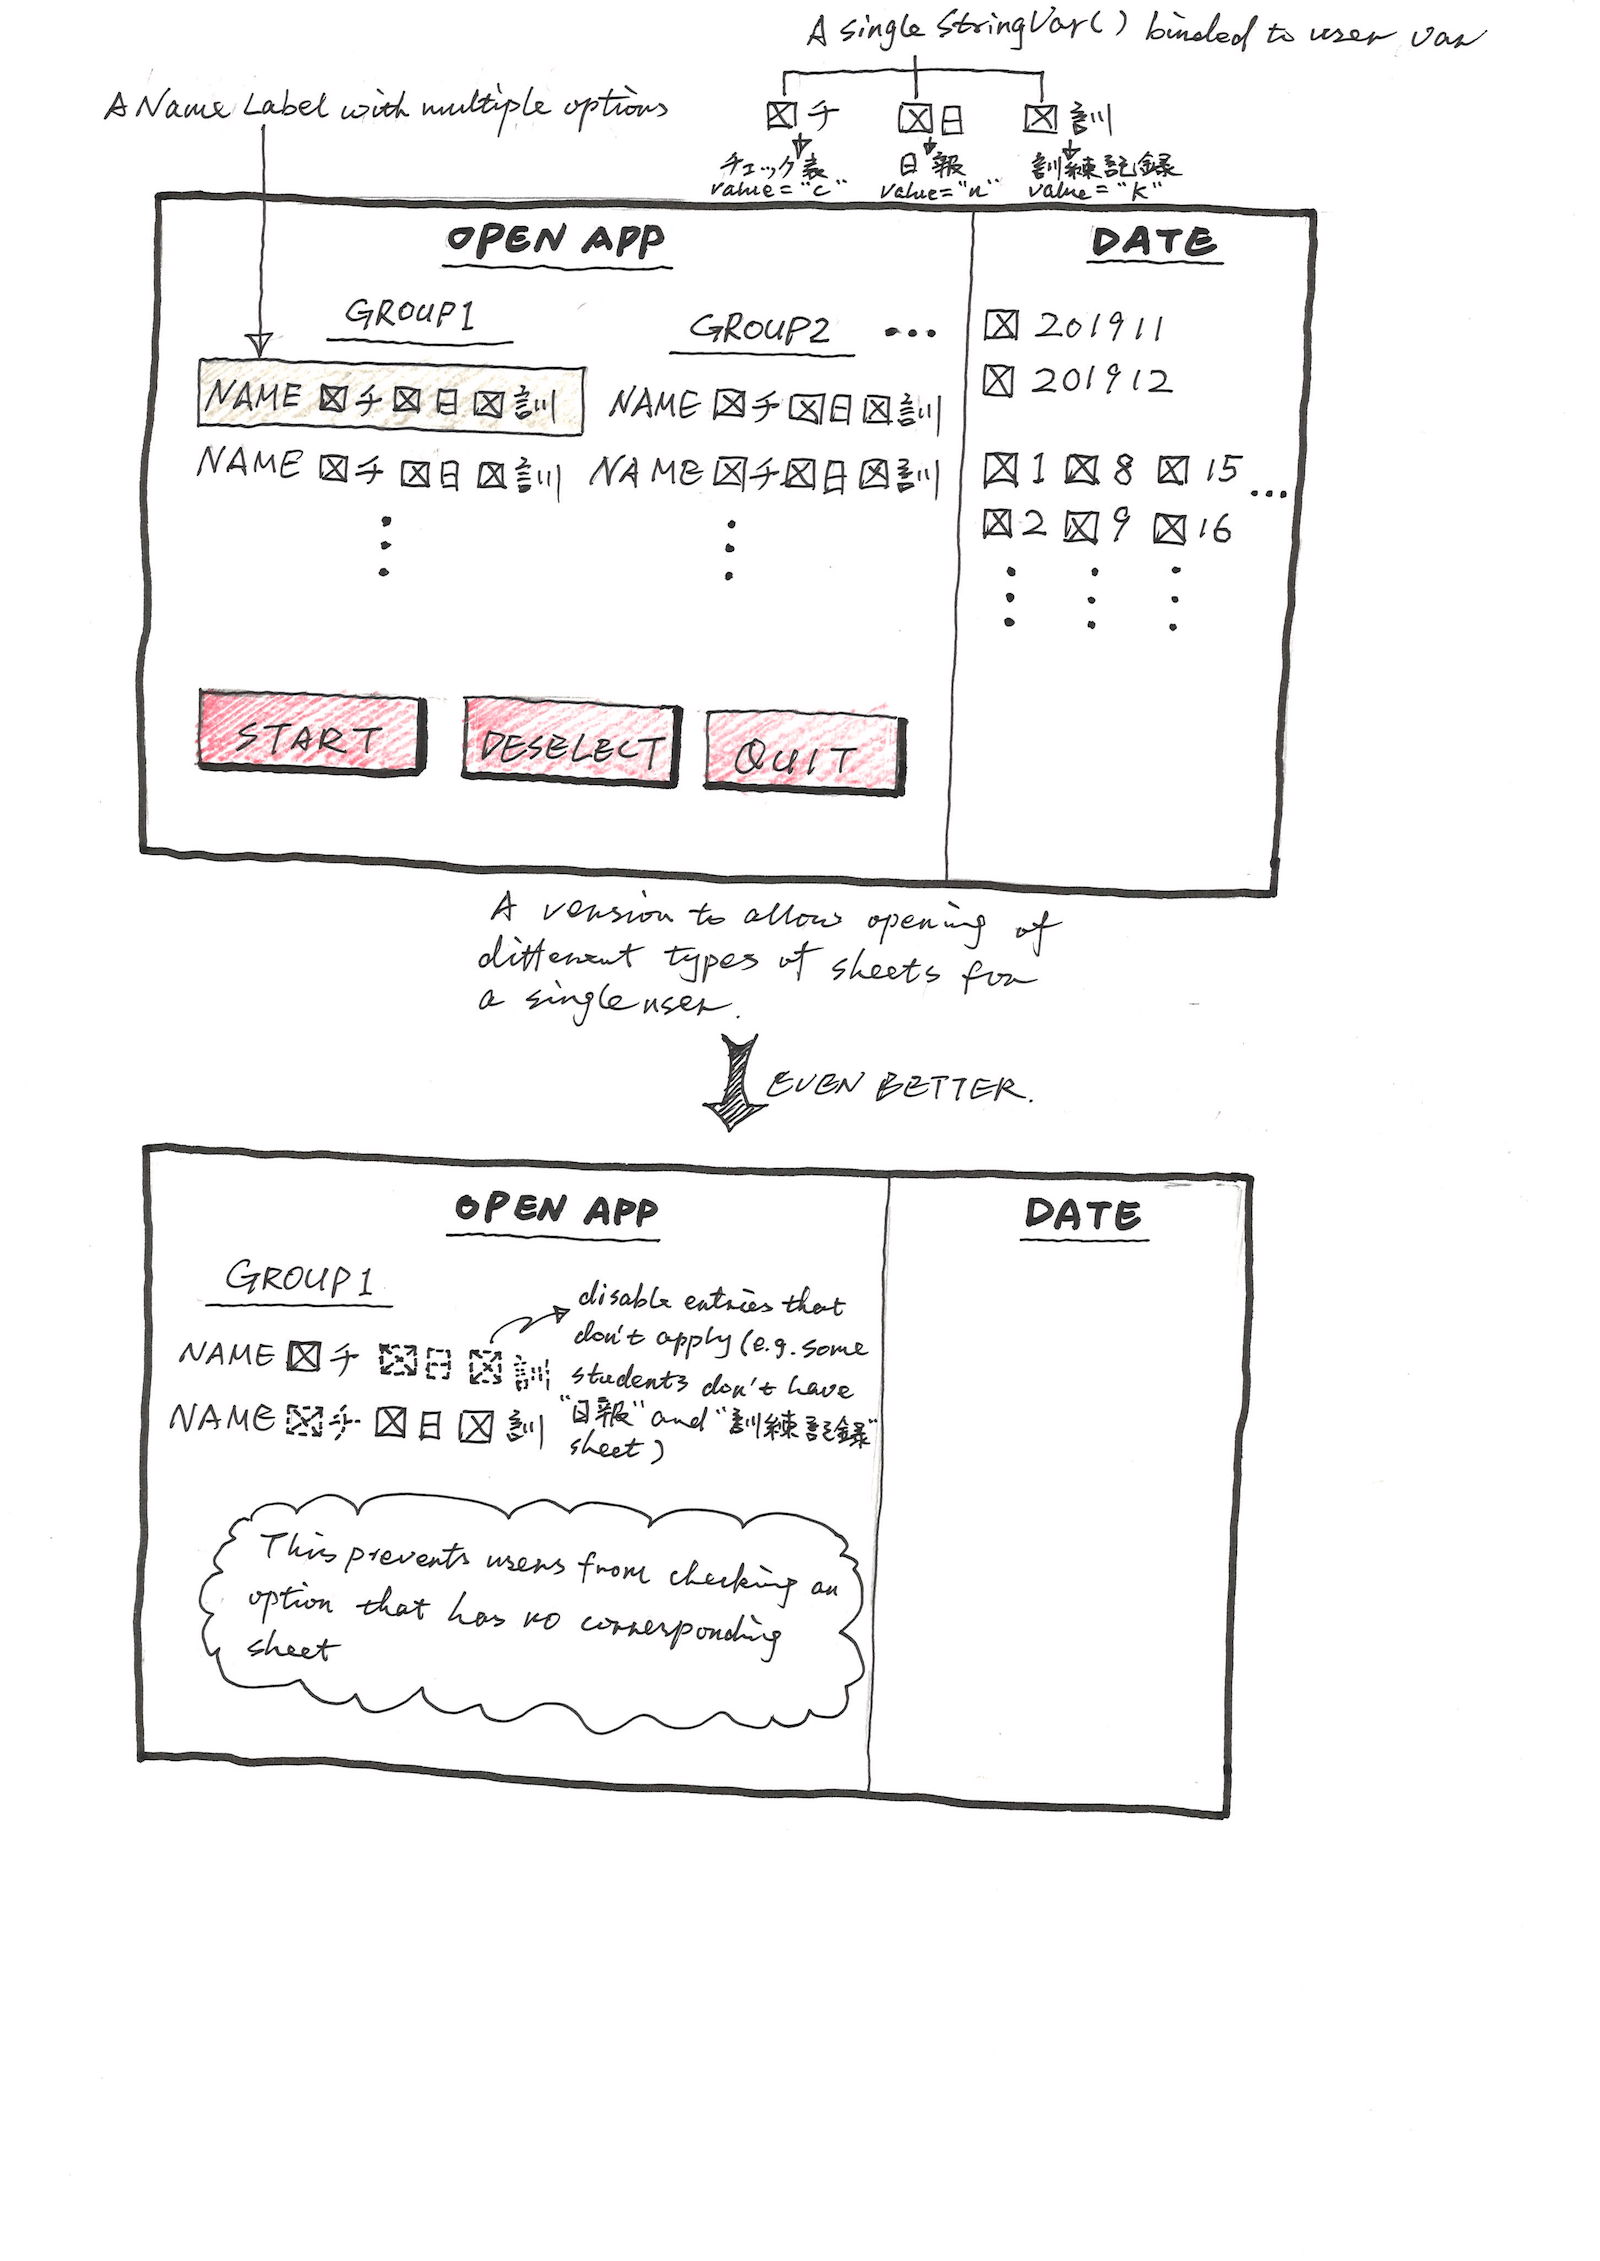 A single StringVar() binded to user var
A Name Label with multiple options
チ 日 訓
チェック表 日報 訓練記録
value="c" value="n" value="k"
OPEN APP
DATE
GROUP1
GROUP2 ...
201911
201912
NAME チ 日 訓
NAME チ 日 訓
NAME チ 日 訓
NAME チ 日 訓
1 8 15 ...
2 9 16
START
DESELECT
QUIT
A version to allow opening of
different types of sheets for
a single user.
EVEN BETTER.
OPEN APP
DATE
GROUP1
NAME チ 日 訓
NAME チ 日 訓
disable entries that
don't apply (e.g. some
students don't have
"日報" and "訓練記録"
sheet)
This prevents users from checking an
option that has no corresponding
sheet